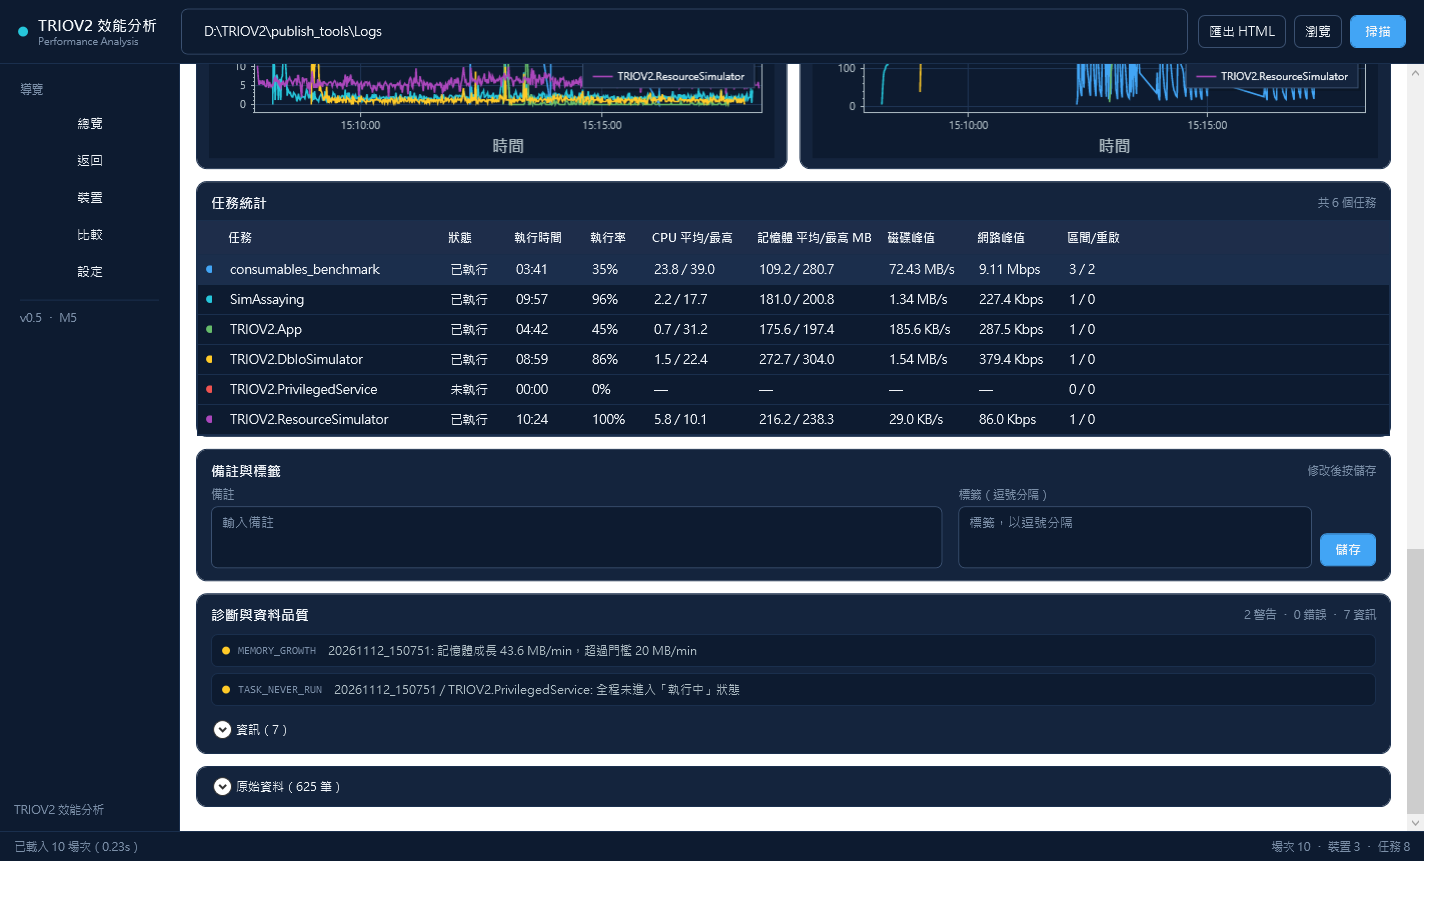 TRIOV2 效能分析
Performance Analysis
D:\TRIOV2\publish_tools\Logs
匯出 HTML
瀏覽
掃描
導覽
總覽
返回
裝置
比較
設定
v0.5 · M5
10
5
0
TRIOV2.ResourceSimulator
15:10:00
15:15:00
時間
100
0
TRIOV2.ResourceSimulator
15:10:00
15:15:00
時間
任務統計
共 6 個任務
任務 狀態 執行時間 執行率 CPU 平均/最高 記憶體 平均/最高 MB 磁碟峰值 網路峰值 區間/重啟
consumables_benchmark 已執行 03:41 35% 23.8 / 39.0 109.2 / 280.7 72.43 MB/s 9.11 Mbps 3 / 2
SimAssaying 已執行 09:57 96% 2.2 / 17.7 181.0 / 200.8 1.34 MB/s 227.4 Kbps 1 / 0
TRIOV2.App 已執行 04:42 45% 0.7 / 31.2 175.6 / 197.4 185.6 KB/s 287.5 Kbps 1 / 0
TRIOV2.DbIoSimulator 已執行 08:59 86% 1.5 / 22.4 272.7 / 304.0 1.54 MB/s 379.4 Kbps 1 / 0
TRIOV2.PrivilegedService 未執行 00:00 0% — — — — 0 / 0
TRIOV2.ResourceSimulator 已執行 10:24 100% 5.8 / 10.1 216.2 / 238.3 29.0 KB/s 86.0 Kbps 1 / 0
備註與標籤
修改後按儲存
備註
標籤（逗號分隔）
輸入備註
標籤，以逗號分隔
儲存
診斷與資料品質
2 警告 · 0 錯誤 · 7 資訊
MEMORY_GROWTH 20261112_150751: 記憶體成長 43.6 MB/min，超過門檻 20 MB/min
TASK_NEVER_RUN 20261112_150751 / TRIOV2.PrivilegedService: 全程未進入「執行中」狀態
資訊（7）
原始資料（625 筆）
TRIOV2 效能分析
已載入 10 場次（0.23s）
場次 10 · 裝置 3 · 任務 8